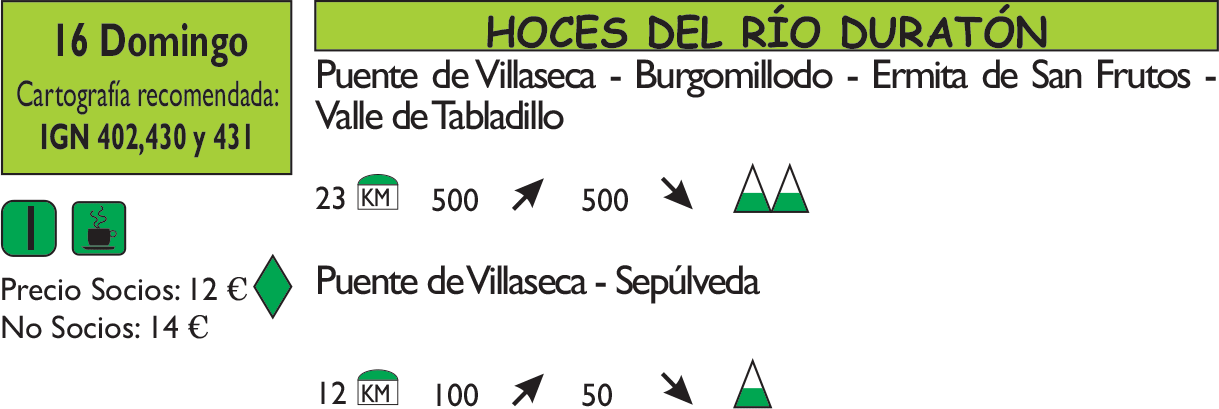 16 Domingo
Cartografía recomendada:
IGN 402,430 y 431
Precio Socios: 12 €
No Socios: 14 €
HOCES DEL RÍO DURATÓN
Puente de Villaseca - Burgomillodo - Ermita de San Frutos -
Valle de Tabladillo
23 KM 500 500
Puente de Villaseca - Sepúlveda
12 KM 100 50